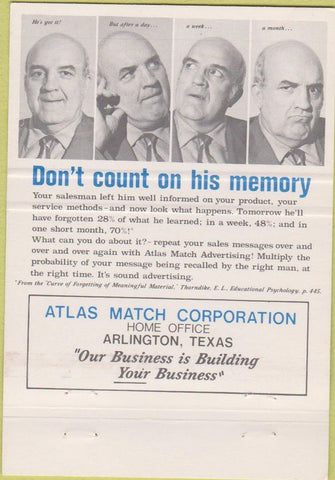 He's got it!
But after a day...
a week...
a month...
Don't count on his memory
Your salesman left him well informed on your product, your
service methods - and now look what happens. Tomorrow he'll
have forgotten 28% of what he learned; in a week, 48%; and in
one short month, 70%!*
What can you do about it? - repeat your sales messages over and
over and over again with Atlas Match Advertising! Multiply the
probability of your message being recalled by the right man, at
the right time. It's sound advertising.
*From the "Curve of Forgetting of Meaningful Material," Thorndike, E. L., Educational Psychology, p. 445.
ATLAS MATCH CORPORATION
HOME OFFICE
ARLINGTON, TEXAS
"Our Business is Building
Your Business"